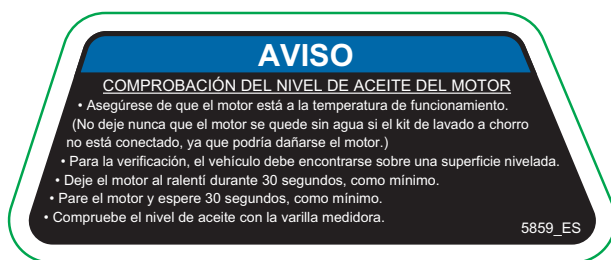 AVISO
COMPROBACIÓN DEL NIVEL DE ACEITE DEL MOTOR
• Asegúrese de que el motor está a la temperatura de funcionamiento.
(No deje nunca que el motor se quede sin agua si el kit de lavado a chorro
no está conectado, ya que podría dañarse el motor.)
• Para la verificación, el vehículo debe encontrarse sobre una superficie nivelada.
• Deje el motor al ralentí durante 30 segundos, como mínimo.
• Pare el motor y espere 30 segundos, como mínimo.
• Compruebe el nivel de aceite con la varilla medidora.
5859_ES